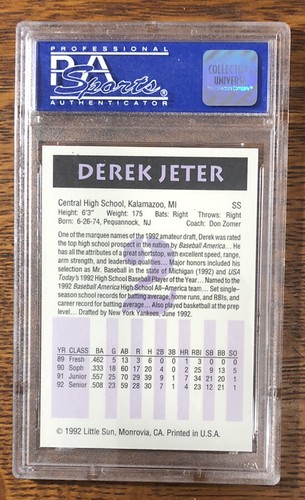 PROFESSIONAL
PSA
Sports®
AUTHENTICATOR
COLLECTORS
UNIVERSE
DEREK JETER
Central High School, Kalamazoo, MI SS
Height: 6'3" Weight: 175 Bats: Right Throws: Right
Born: 6-26-74, Pequannock, NJ Coach: Don Zomer
One of the marquee names of the 1992 amateur draft, Derek was rated
the top high school prospect in the nation by Baseball America... He
has all the attributes of a great shortstop, with excellent speed, range,
arm strength, and leadership qualities... Major honors included his
selection as Mr. Baseball in the state of Michigan (1992) and USA
Today's 1992 High School Baseball Player of the Year... Named to the
1992 Baseball America High School All-America team... Set single-
season school records for batting average, home runs, and RBIs, and
career record for batting average... Also played basketball at the prep
level... Drafted by New York Yankees, June 1992.
YR CLASS BA G AB R H 2B 3B HR RBI SB BB SO
89 Fresh .462 5 13 3 6 0 0 1 3 0 0 1
90 Soph .333 18 60 17 20 4 0 2 25 9 13 5
91 Junior .557 25 70 29 39 9 1 7 34 21 20 1
92 Senior .508 23 59 28 30 7 1 4 23 12 21 1
© 1992 Little Sun, Monrovia, CA. Printed in U.S.A.